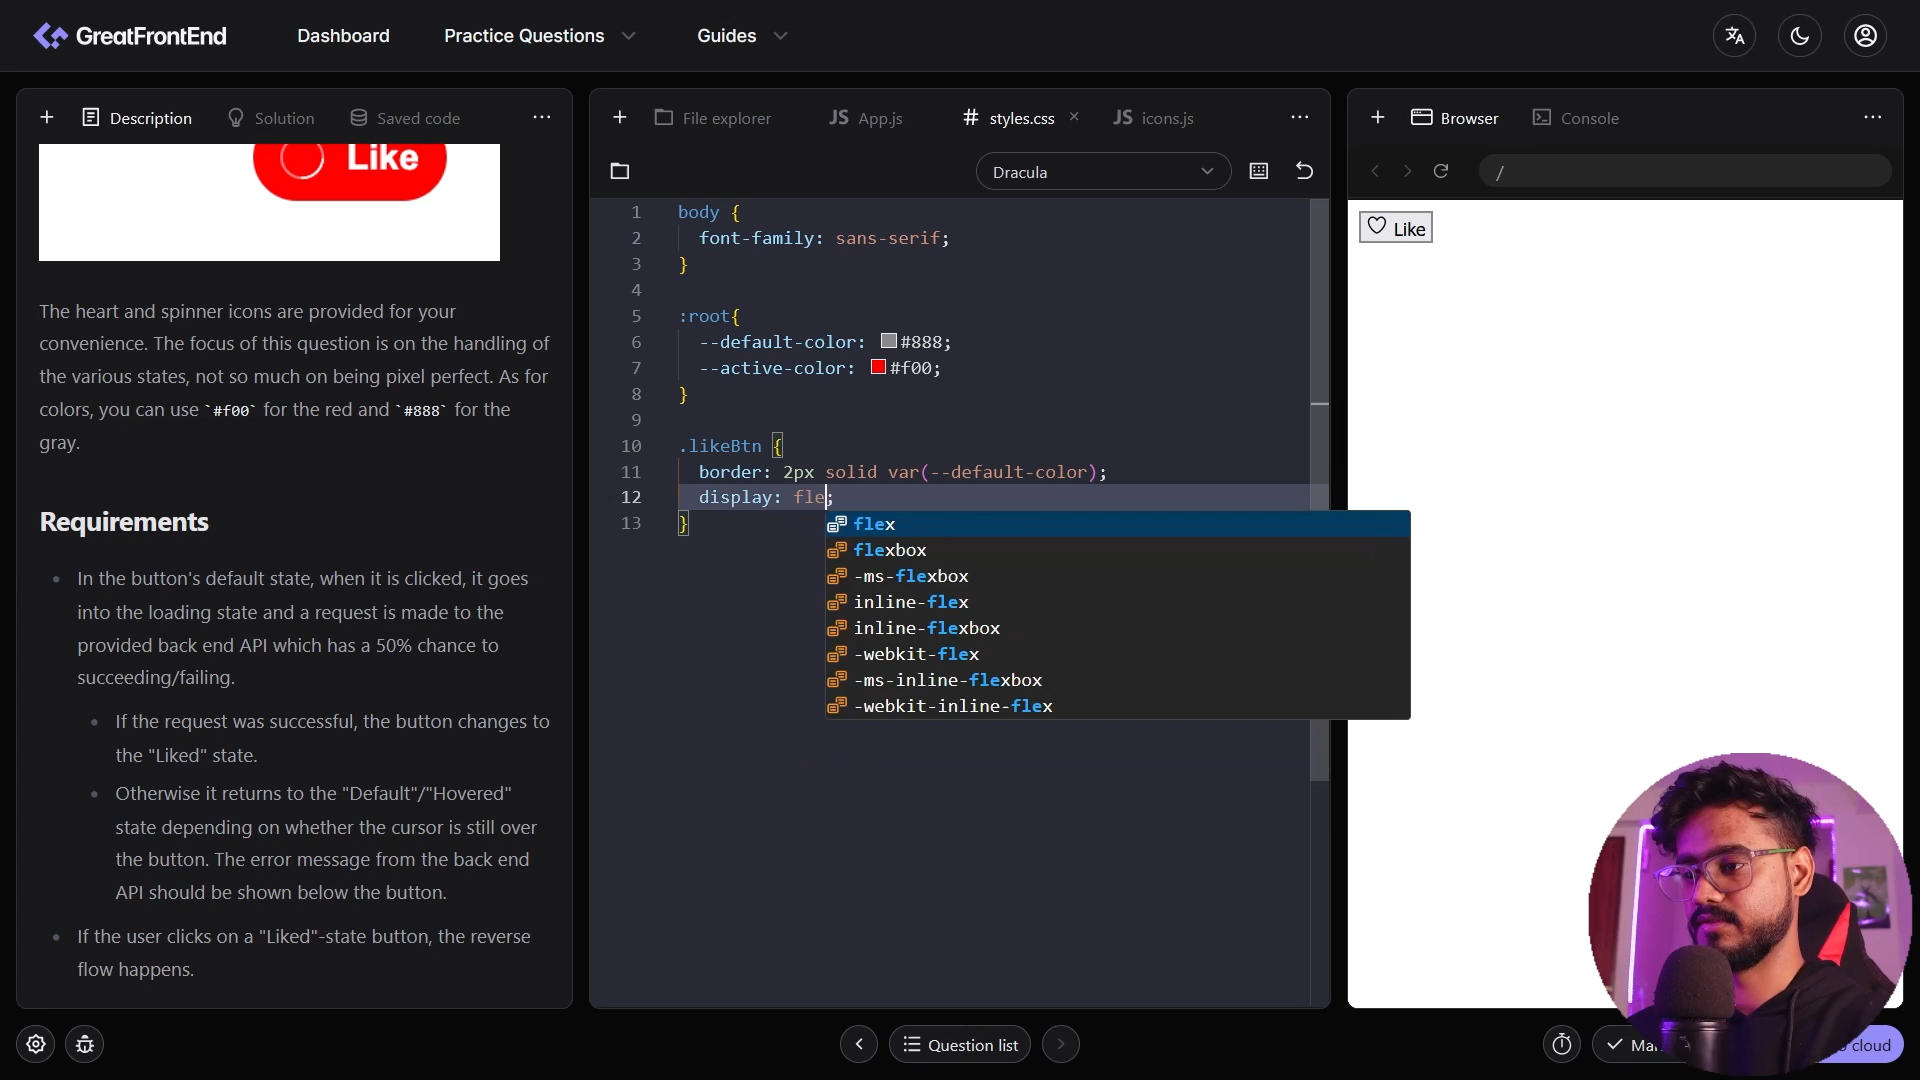 GreatFrontEnd
Dashboard
Practice Questions
Guides
Description
Solution
Saved code
Like
The heart and spinner icons are provided for your
convenience. The focus of this question is on the handling of
the various states, not so much on being pixel perfect. As for
colors, you can use `#f00` for the red and `#888` for the
gray.
Requirements
In the button's default state, when it is clicked, it goes
into the loading state and a request is made to the
provided back end API which has a 50% chance to
succeeding/failing.
If the request was successful, the button changes to
the "Liked" state.
Otherwise it returns to the "Default"/"Hovered"
state depending on whether the cursor is still over
the button. The error message from the back end
API should be shown below the button.
If the user clicks on a "Liked"-state button, the reverse
flow happens.
File explorer
JS App.js
# styles.css
JS icons.js
Dracula
1 body {
2 font-family: sans-serif;
3 }
4
5 :root{
6 --default-color: #888;
7 --active-color: #f00;
8 }
9
10 .likeBtn {
11 border: 2px solid var(--default-color);
12 display: fle;
13 }
flex
flexbox
-ms-flexbox
inline-flex
inline-flexbox
-webkit-flex
-ms-inline-flexbox
-webkit-inline-flex
Browser
Console
/
Like
Question list
cloud